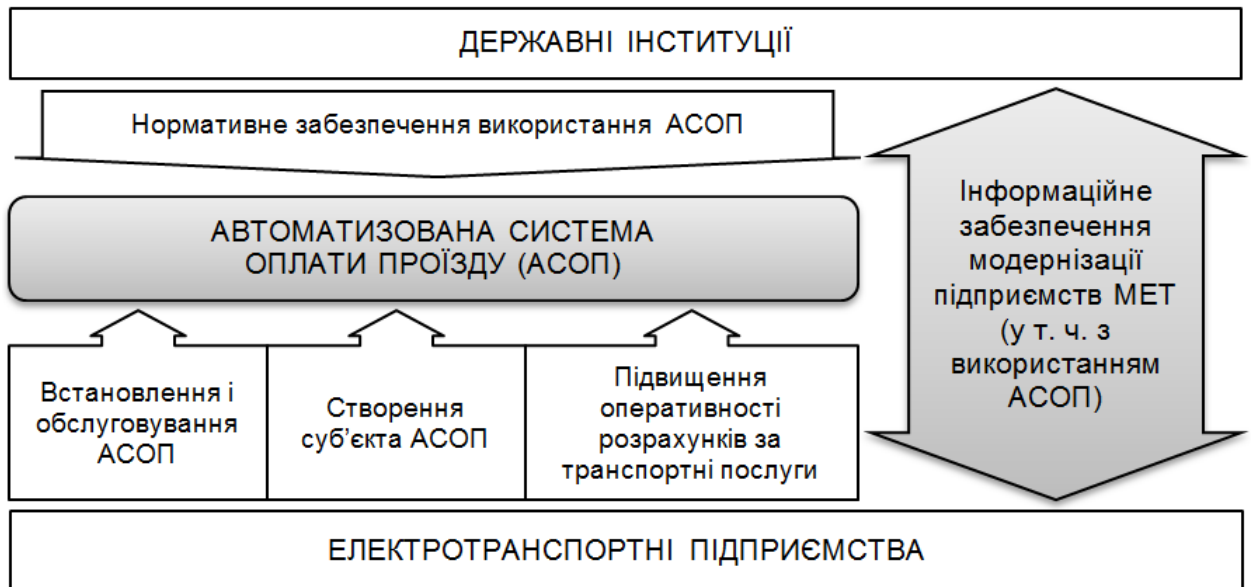 ДЕРЖАВНІ ІНСТИТУЦІЇ
Нормативне забезпечення використання АСОП
АВТОМАТИЗОВАНА СИСТЕМА
ОПЛАТИ ПРОЇЗДУ (АСОП)
Встановлення і
обслуговування
АСОП
Створення
суб’єкта АСОП
Підвищення
оперативності
розрахунків за
транспортні послуги
Інформаційне
забезпечення
модернізації
підприємств МЕТ
(у т. ч. з
використанням
АСОП)
ЕЛЕКТРОТРАНСПОРТНІ ПІДПРИЄМСТВА